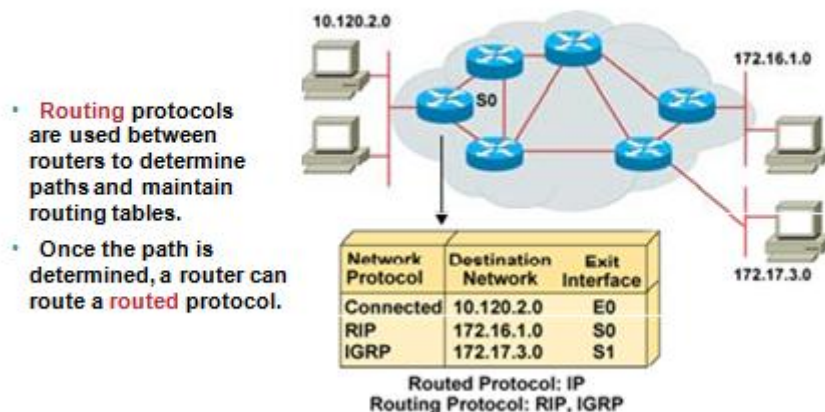 • Routing protocols
are used between
routers to determine
paths and maintain
routing tables.
• Once the path is
determined, a router can
route a routed protocol.
10.120.2.0
S0
172.16.1.0
172.17.3.0
Network Protocol Destination Network Exit Interface
Connected 10.120.2.0 E0
RIP 172.16.1.0 S0
IGRP 172.17.3.0 S1
Routed Protocol: IP
Routing Protocol: RIP, IGRP